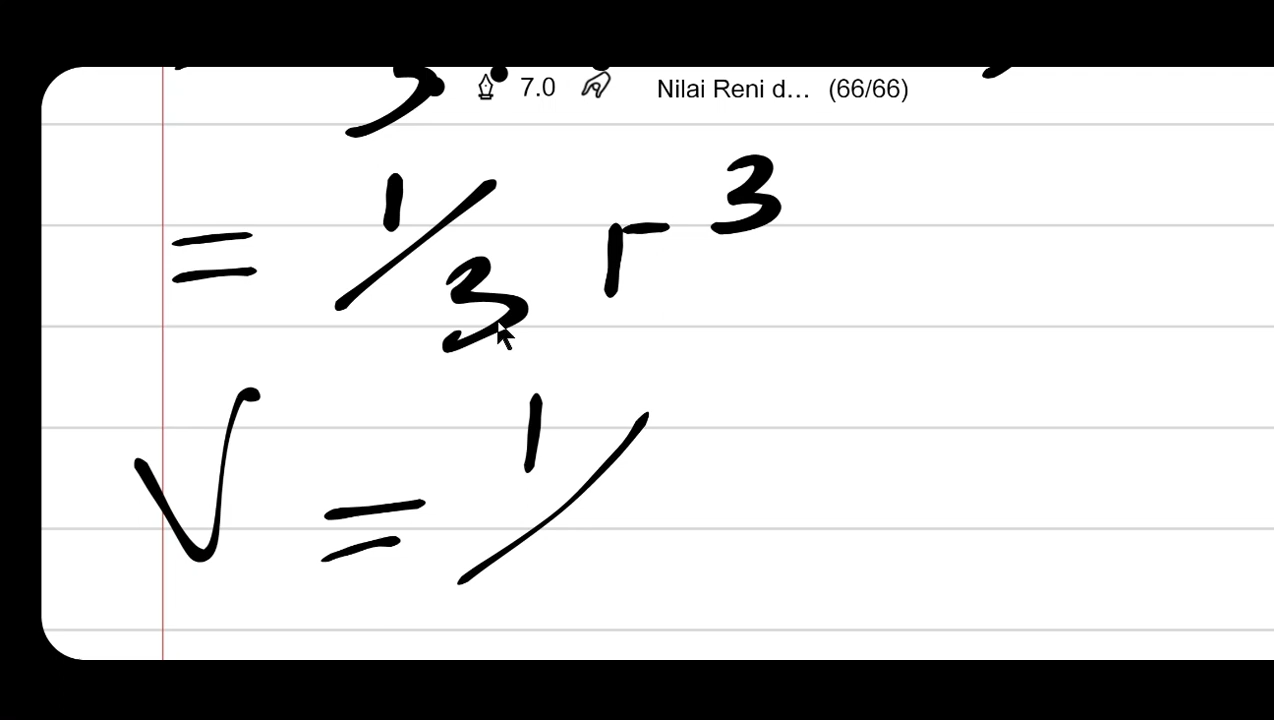 7.0 Nilai Reni d... (66/66)
= 1/3 r³
V = 1/